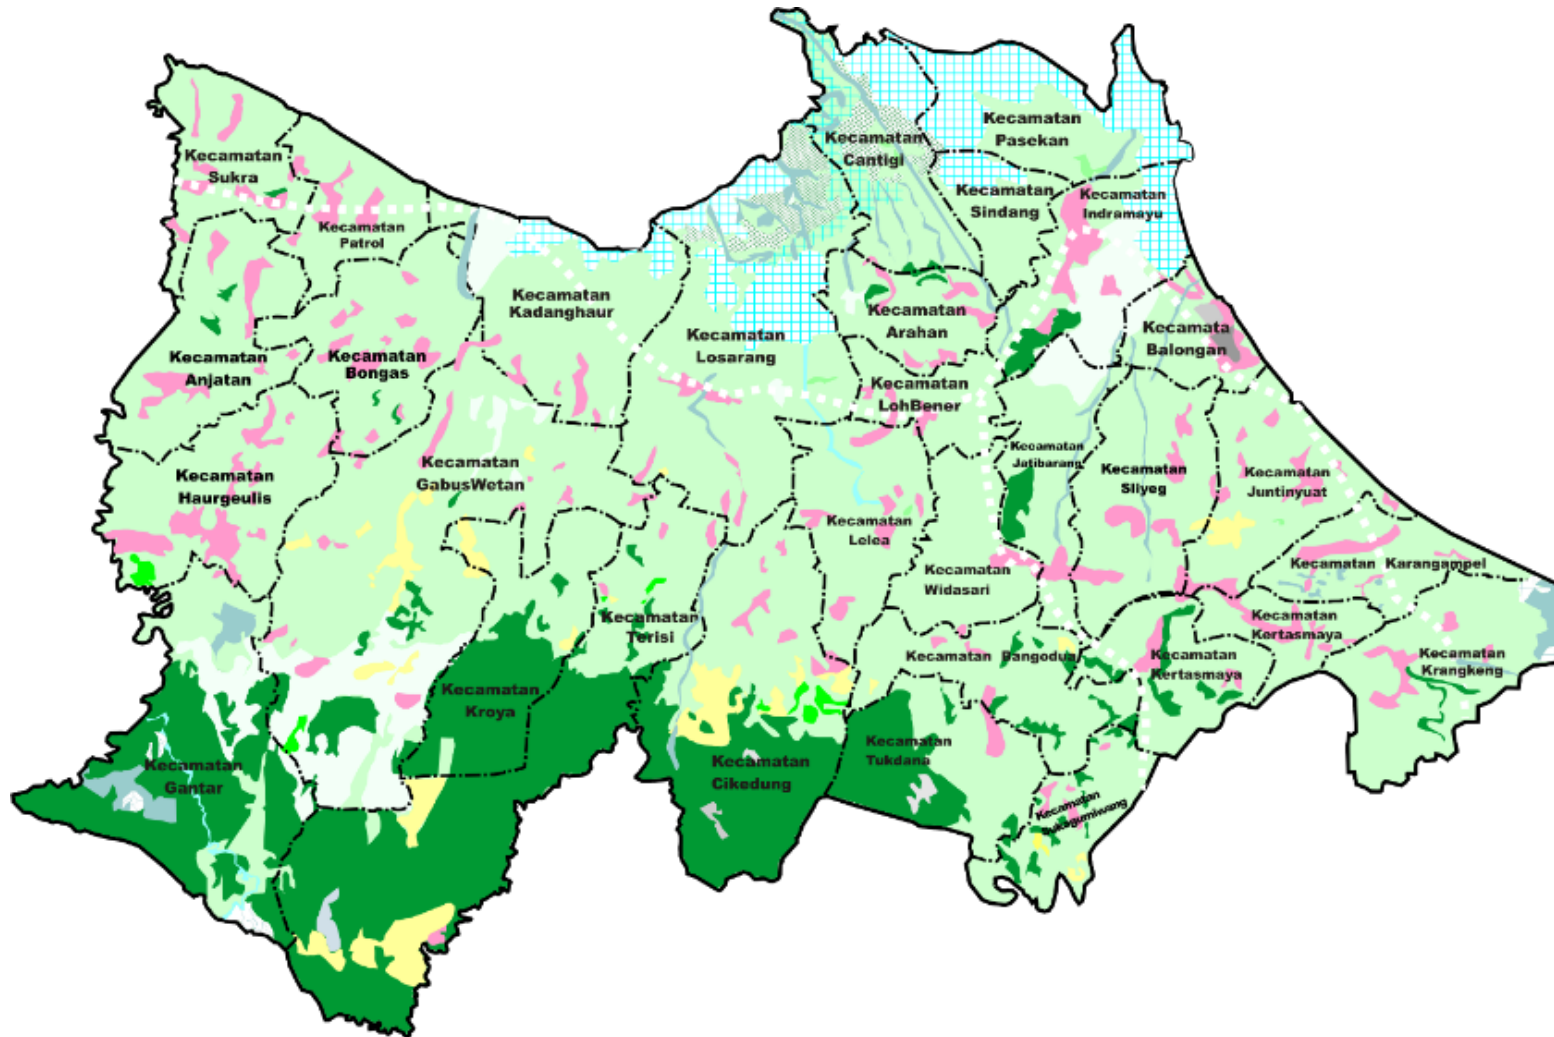 Kecamatan
Sukra
Kecamatan
Patrol
Kecamatan
Anjatan
Kecamatan
Bongas
Kecamatan
Haurgeulis
Kecamatan
GabusWetan
Kecamatan
Kadanghaur
Kecamatan
Losarang
Kecamatan
Cantigi
Kecamatan
Pasekan
Kecamatan
Sindang
Kecamatan
Indramayu
Kecamatan
Arahan
Kecamata
Balongan
Kecamatan
LohBener
Kecamatan
Jatibarang
Kecamatan
Sliyeg
Kecamatan
Juntinyuat
Kecamatan
Lelea
Kecamatan
Widasari
Kecamatan Karangampel
Kecamatan
Kertasmaya
Kecamatan
Terisi
Kecamatan Bangodua
Kecamatan
Kertasmaya
Kecamatan
Krangkeng
Kecamatan
Kroya
Kecamatan
Gantar
Kecamatan
Cikedung
Kecamatan
Tukdana
Kecamatan
Sukagumiwang